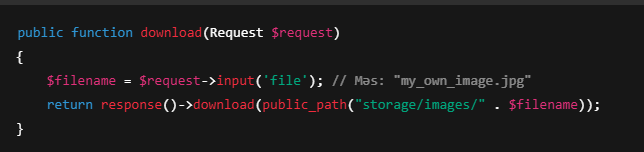 public function download(Request $request)
{
    $filename = $request->input('file'); // Məs: "my_own_image.jpg"
    return response()->download(public_path("storage/images/" . $filename));
}